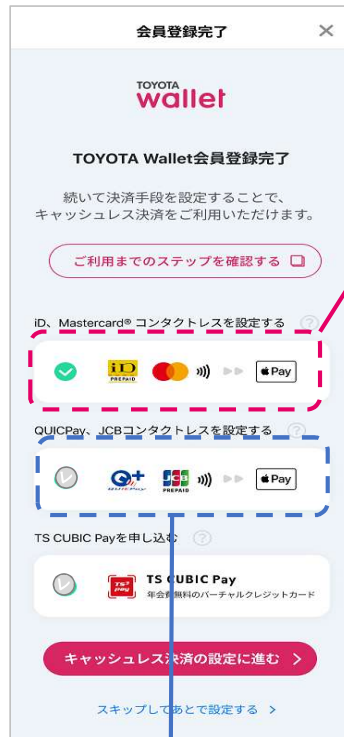 会員登録完了
TOYOTA
wallet
TOYOTA Wallet会員登録完了
続いて決済手段を設定することで、
キャッシュレス決済をご利用いただけます。
ご利用までのステップを確認する
iD、Mastercard® コンタクトレスを設定する ?
iD PREPAID Pay
QUICPay、JCBコンタクトレスを設定する ?
Q+ QUICPay JCB PREPAID Pay
TS CUBIC Payを申し込む ?
TS3 pay TS CUBIC Pay
年会費無料のバーチャルクレジットカード
キャッシュレス決済の設定に進む >
スキップしてあとで設定する >